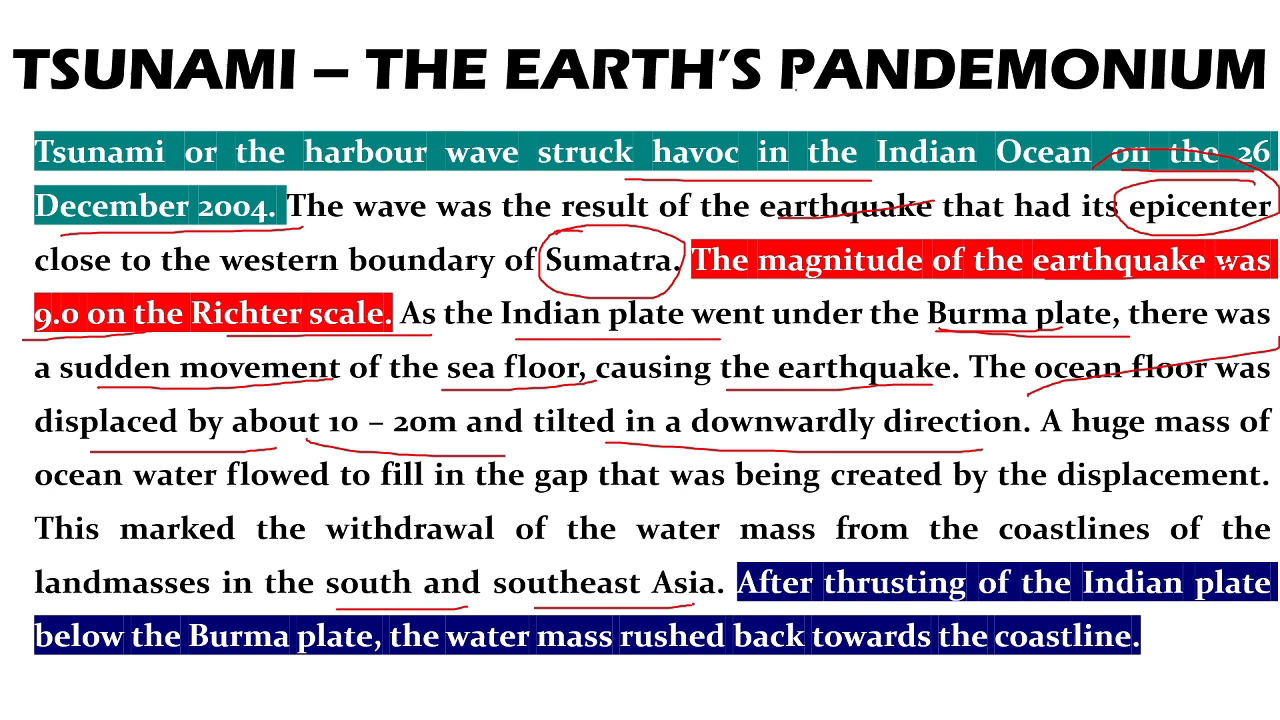 TSUNAMI – THE EARTH'S PANDEMONIUM
Tsunami or the harbour wave struck havoc in the Indian Ocean on the 26
December 2004. The wave was the result of the earthquake that had its epicenter
close to the western boundary of Sumatra. The magnitude of the earthquake was
9.0 on the Richter scale. As the Indian plate went under the Burma plate, there was
a sudden movement of the sea floor, causing the earthquake. The ocean floor was
displaced by about 10 – 20m and tilted in a downwardly direction. A huge mass of
ocean water flowed to fill in the gap that was being created by the displacement.
This marked the withdrawal of the water mass from the coastlines of the
landmasses in the south and southeast Asia. After thrusting of the Indian plate
below the Burma plate, the water mass rushed back towards the coastline.